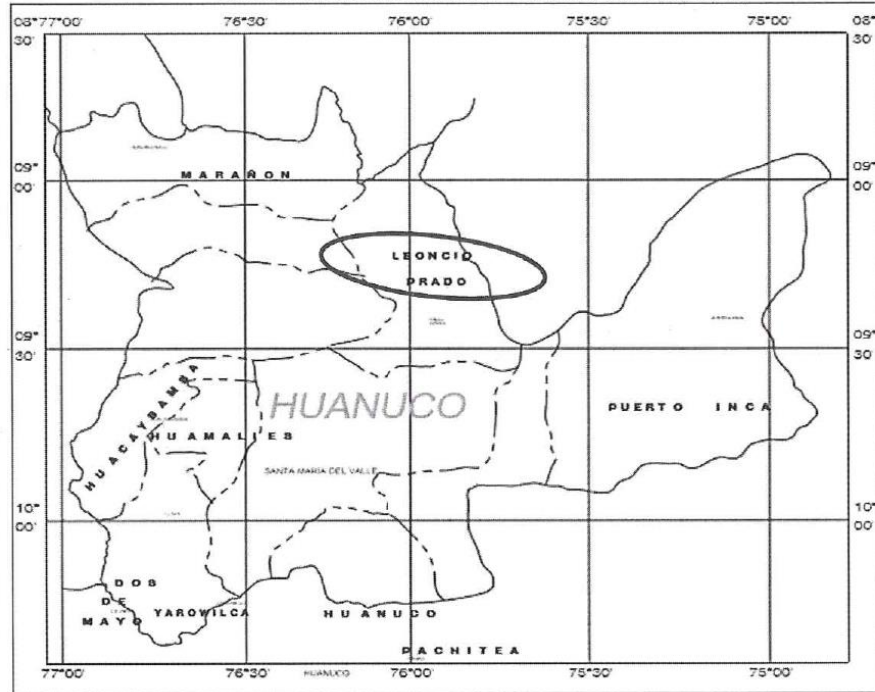 08°77°00' 76°30' 76°00' 75°30' 75°00' 08°
30' 30'
09° 09°
00' 00'
MARAÑON
LEONCIO
PRADO
09° 09°
30' 30'
HUACAYBAMBA
HUANUCO
PUERTO INCA
HUAMALIES
SANTA MARIA DEL VALLE
10° 10°
00' 00'
DOS
DE
MAYO
YAROWILCA
HUANUCO
PACHITEA
77°00' 76°30' HUANUCO 76°00' 75°30' 75°00'